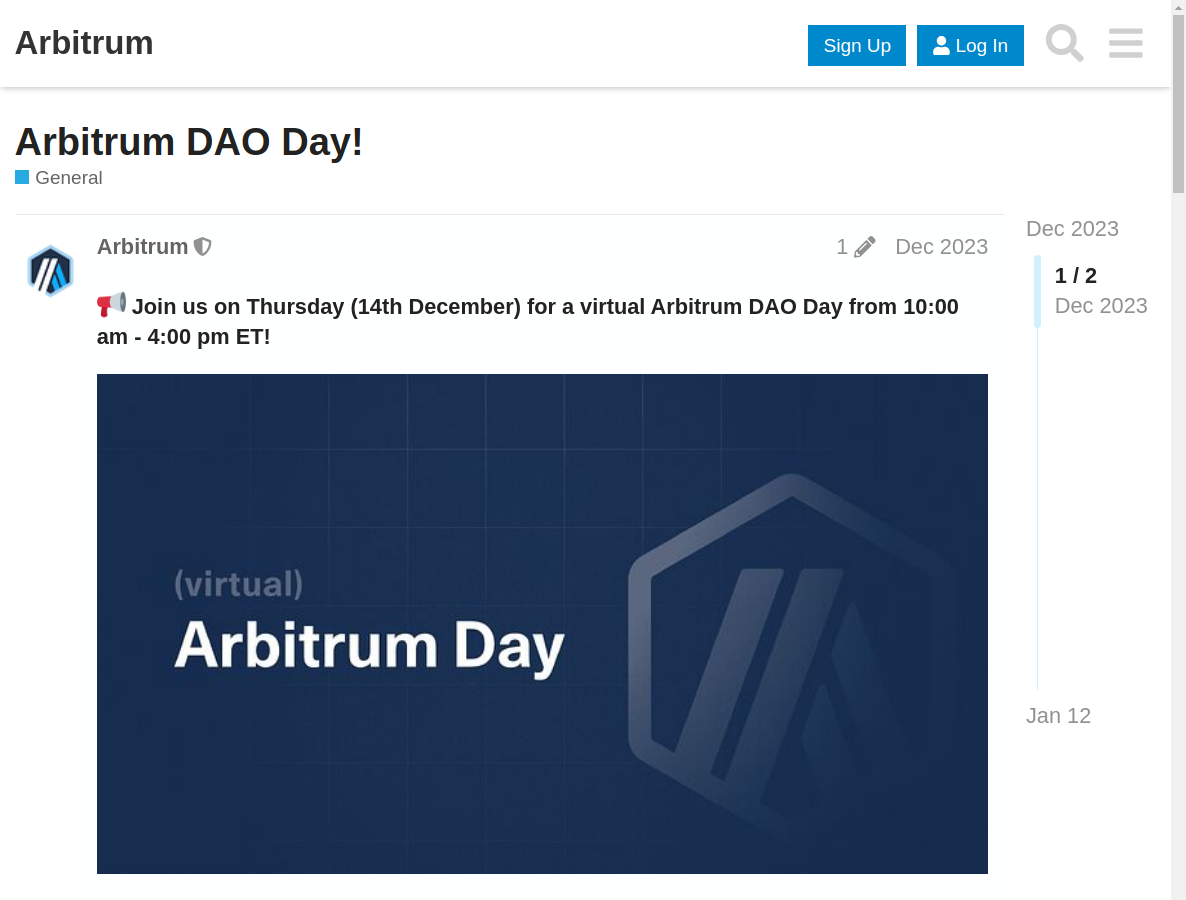 Arbitrum
Sign Up
Log In
Arbitrum DAO Day!
General
Arbitrum
1
Dec 2023
Join us on Thursday (14th December) for a virtual Arbitrum DAO Day from 10:00
am - 4:00 pm ET!
(virtual)
Arbitrum Day
Dec 2023
1 / 2
Dec 2023
Jan 12